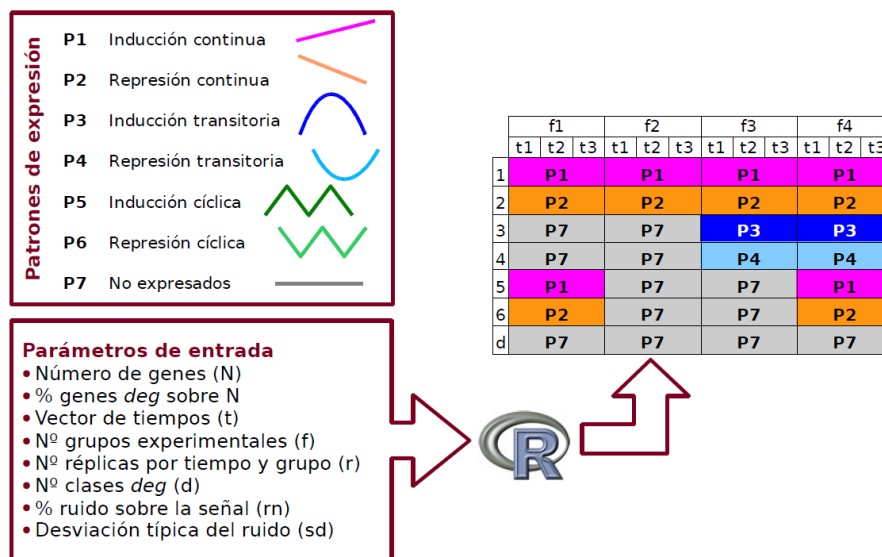 Patrones de expresión
P1 Inducción continua
P2 Represión continua
P3 Inducción transitoria
P4 Represión transitoria
P5 Inducción cíclica
P6 Represión cíclica
P7 No expresados
Parámetros de entrada
• Número de genes (N)
• % genes deg sobre N
• Vector de tiempos (t)
• Nº grupos experimentales (f)
• Nº réplicas por tiempo y grupo (r)
• Nº clases deg (d)
• % ruido sobre la señal (rn)
• Desviación típica del ruido (sd)
R
f1 f2 f3 f4
t1 t2 t3 t1 t2 t3 t1 t2 t3 t1 t2 t3
1 P1 P1 P1 P1
2 P2 P2 P2 P2
3 P7 P7 P3 P3
4 P7 P7 P4 P4
5 P1 P7 P7 P1
6 P2 P7 P7 P2
d P7 P7 P7 P7